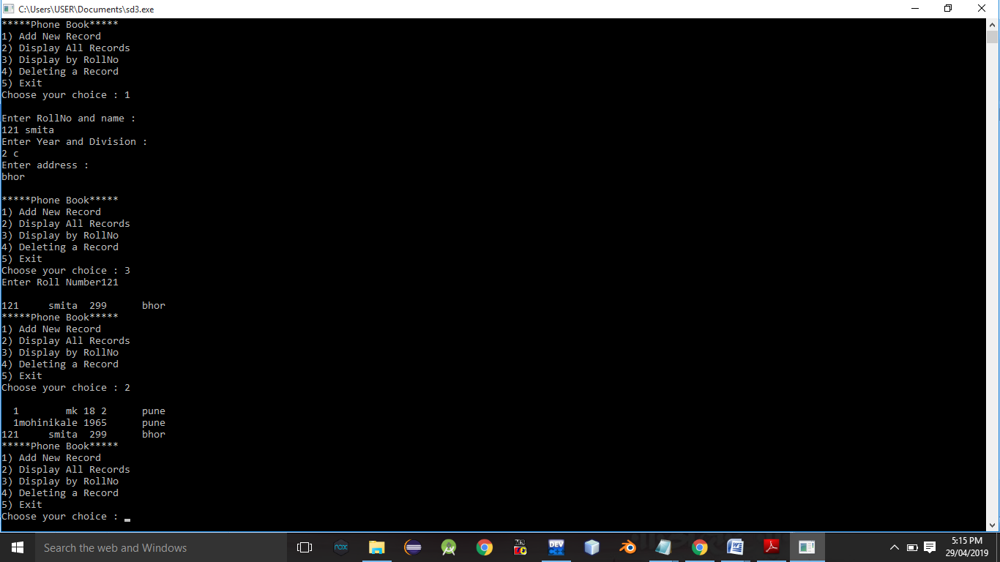 C:\Users\USER\Documents\sd3.exe
*****Phone Book*****
1) Add New Record
2) Display All Records
3) Display by RollNo
4) Deleting a Record
5) Exit
Choose your choice : 1
Enter RollNo and name :
121 smita
Enter Year and Division :
2 c
Enter address :
bhor
*****Phone Book*****
1) Add New Record
2) Display All Records
3) Display by RollNo
4) Deleting a Record
5) Exit
Choose your choice : 3
Enter Roll Number121
121     smita  299      bhor
*****Phone Book*****
1) Add New Record
2) Display All Records
3) Display by RollNo
4) Deleting a Record
5) Exit
Choose your choice : 2
  1        mk 18 2      pune
  1mohinikale 1965      pune
121     smita  299      bhor
*****Phone Book*****
1) Add New Record
2) Display All Records
3) Display by RollNo
4) Deleting a Record
5) Exit
Choose your choice :
Search the web and Windows
nox
DEV
5:15 PM
29/04/2019